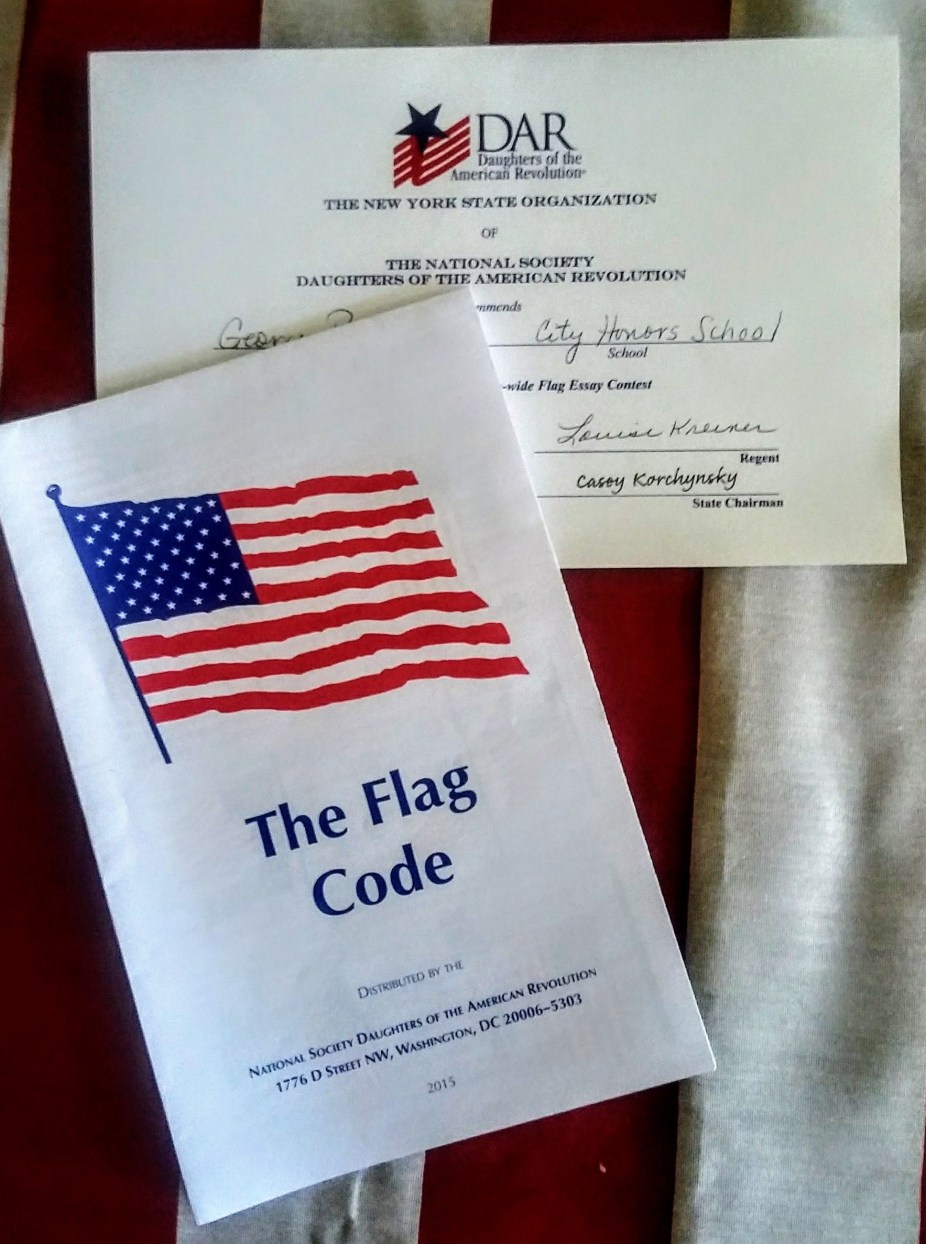 DAR
Daughters of the
American Revolution
THE NEW YORK STATE ORGANIZATION
OF
THE NATIONAL SOCIETY
DAUGHTERS OF THE AMERICAN REVOLUTION
mmends
City Honors School
School
-wide Flag Essay Contest
Louise Kreiner
Regent
Casey Korchynsky
State Chairman
The Flag
Code
DISTRIBUTED BY THE
NATIONAL SOCIETY DAUGHTERS OF THE AMERICAN REVOLUTION
1776 D STREET NW, WASHINGTON, DC 20006–5303
2015